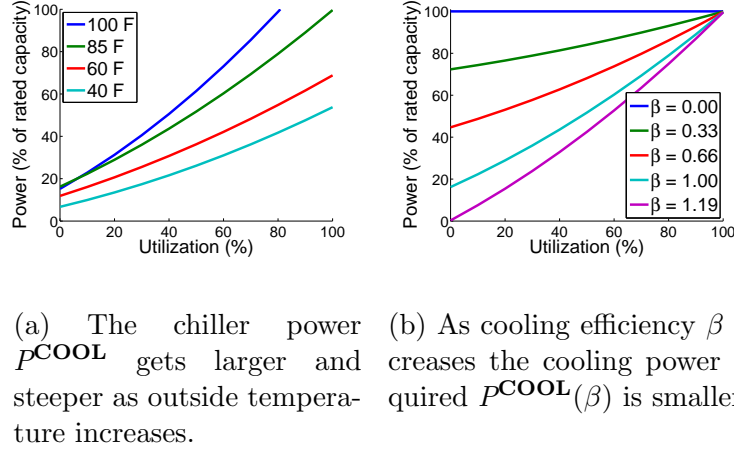 100
80
60
40
20
0
0
20
40
60
80
100
Power (% of rated capacity)
Utilization (%)
100 F
85 F
60 F
40 F
100
80
60
40
20
0
0
20
40
60
80
100
Power (% of rated capacity)
Utilization (%)
β = 0.00
β = 0.33
β = 0.66
β = 1.00
β = 1.19
(a) The chiller power
P^COOL gets larger and
steeper as outside tempera-
ture increases.
(b) As cooling efficiency β
creases the cooling power
quired P^COOL(β) is smaller